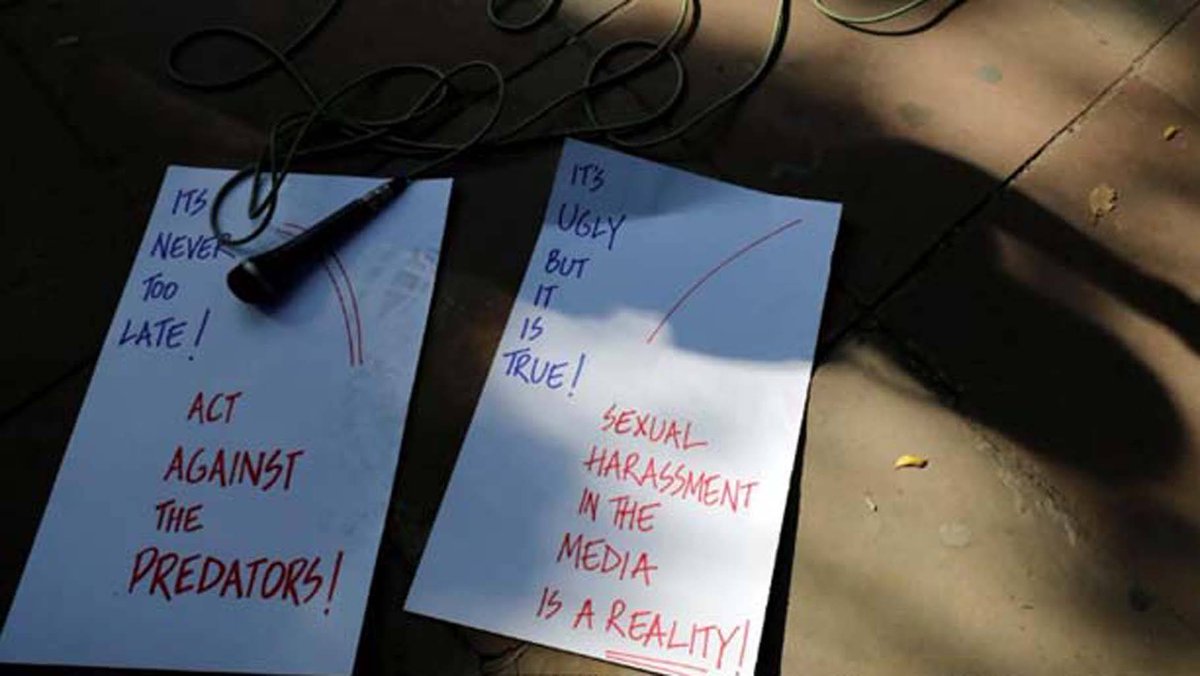 ITS
NEVER
TOO
LATE!
ACT
AGAINST
THE
PREDATORS!
IT'S
UGLY
BUT
IT
IS
TRUE!
SEXUAL
HARASSMENT
IN THE
MEDIA
IS A REALITY!